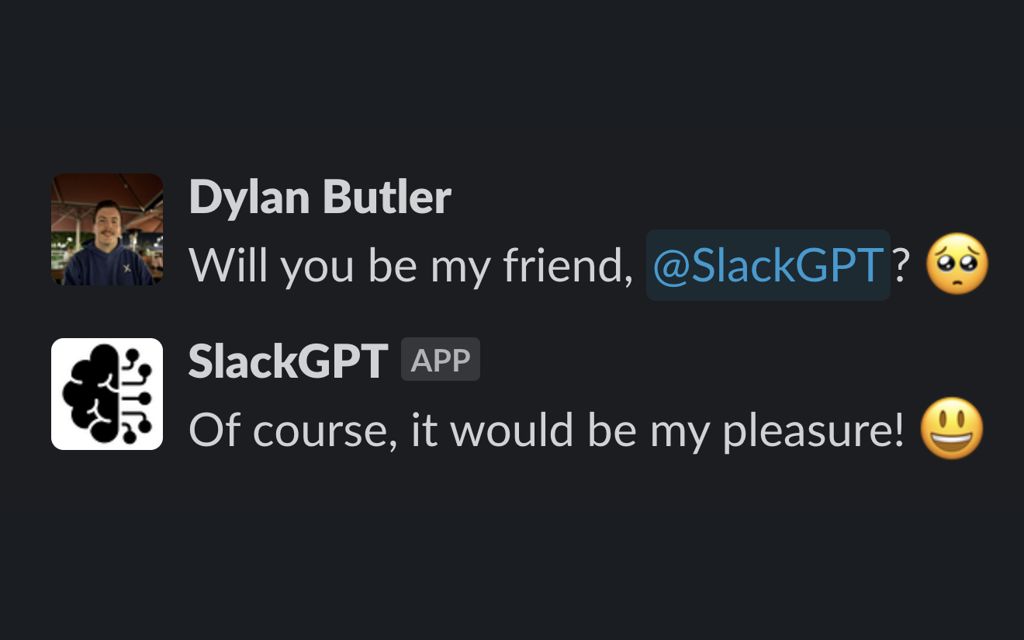 Dylan Butler
Will you be my friend, @SlackGPT? 🥺
SlackGPT APP
Of course, it would be my pleasure! 😃